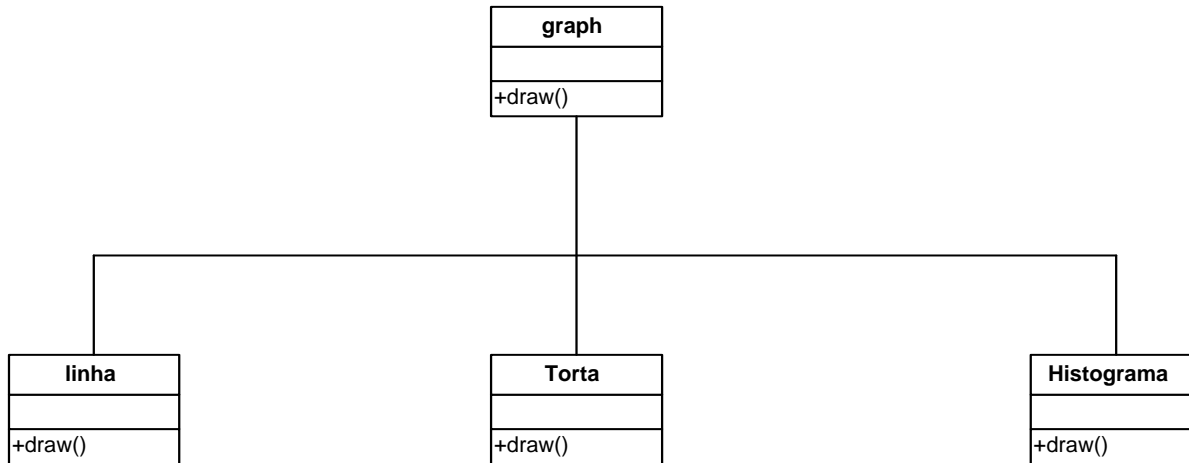 graph
+draw()
linha
+draw()
Torta
+draw()
Histograma
+draw()